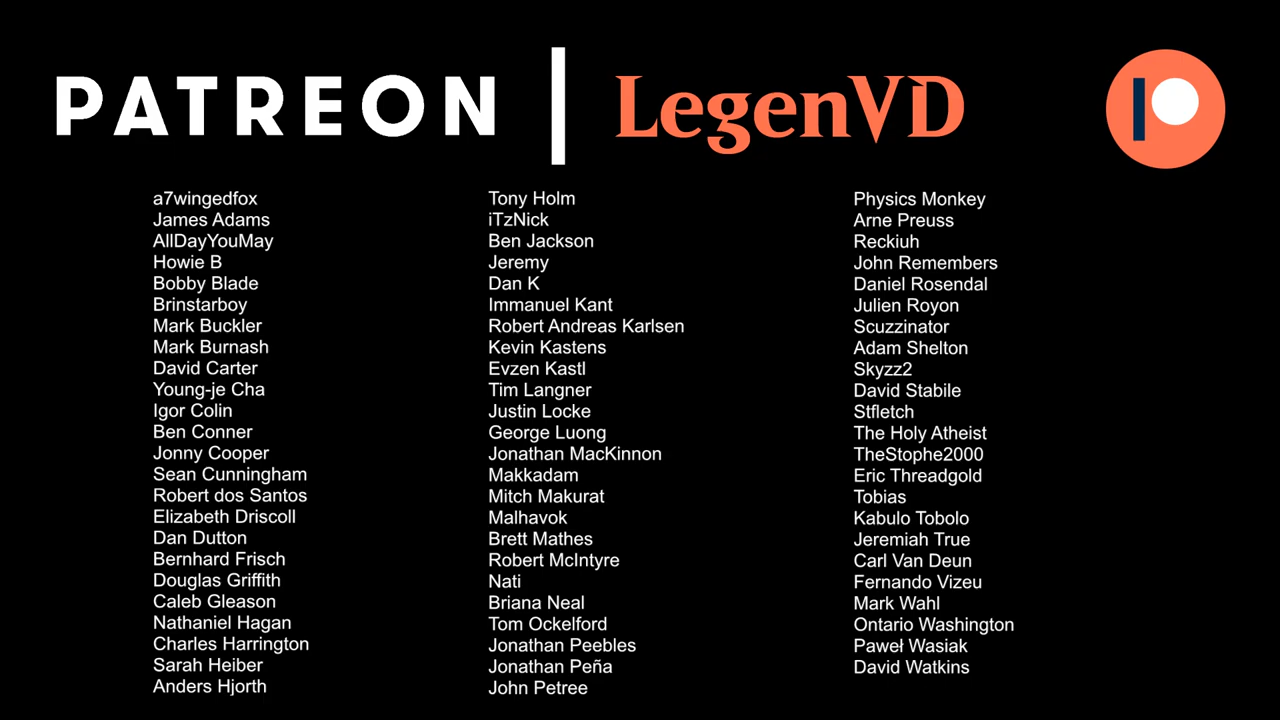 PATREON | LegenVD
a7wingedfox
James Adams
AllDayYouMay
Howie B
Bobby Blade
Brinstarboy
Mark Buckler
Mark Burnash
David Carter
Young-je Cha
Igor Colin
Ben Conner
Jonny Cooper
Sean Cunningham
Robert dos Santos
Elizabeth Driscoll
Dan Dutton
Bernhard Frisch
Douglas Griffith
Caleb Gleason
Nathaniel Hagan
Charles Harrington
Sarah Heiber
Anders Hjorth
Tony Holm
iTzNick
Ben Jackson
Jeremy
Dan K
Immanuel Kant
Robert Andreas Karlsen
Kevin Kastens
Evzen Kastl
Tim Langner
Justin Locke
George Luong
Jonathan MacKinnon
Makkadam
Mitch Makurat
Malhavok
Brett Mathes
Robert McIntyre
Nati
Briana Neal
Tom Ockelford
Jonathan Peebles
Jonathan Peña
John Petree
Physics Monkey
Arne Preuss
Reckiuh
John Remembers
Daniel Rosendal
Julien Royon
Scuzzinator
Adam Shelton
Skyzz2
David Stabile
Stfletch
The Holy Atheist
TheStophe2000
Eric Threadgold
Tobias
Kabulo Tobolo
Jeremiah True
Carl Van Deun
Fernando Vizeu
Mark Wahl
Ontario Washington
Paweł Wasiak
David Watkins